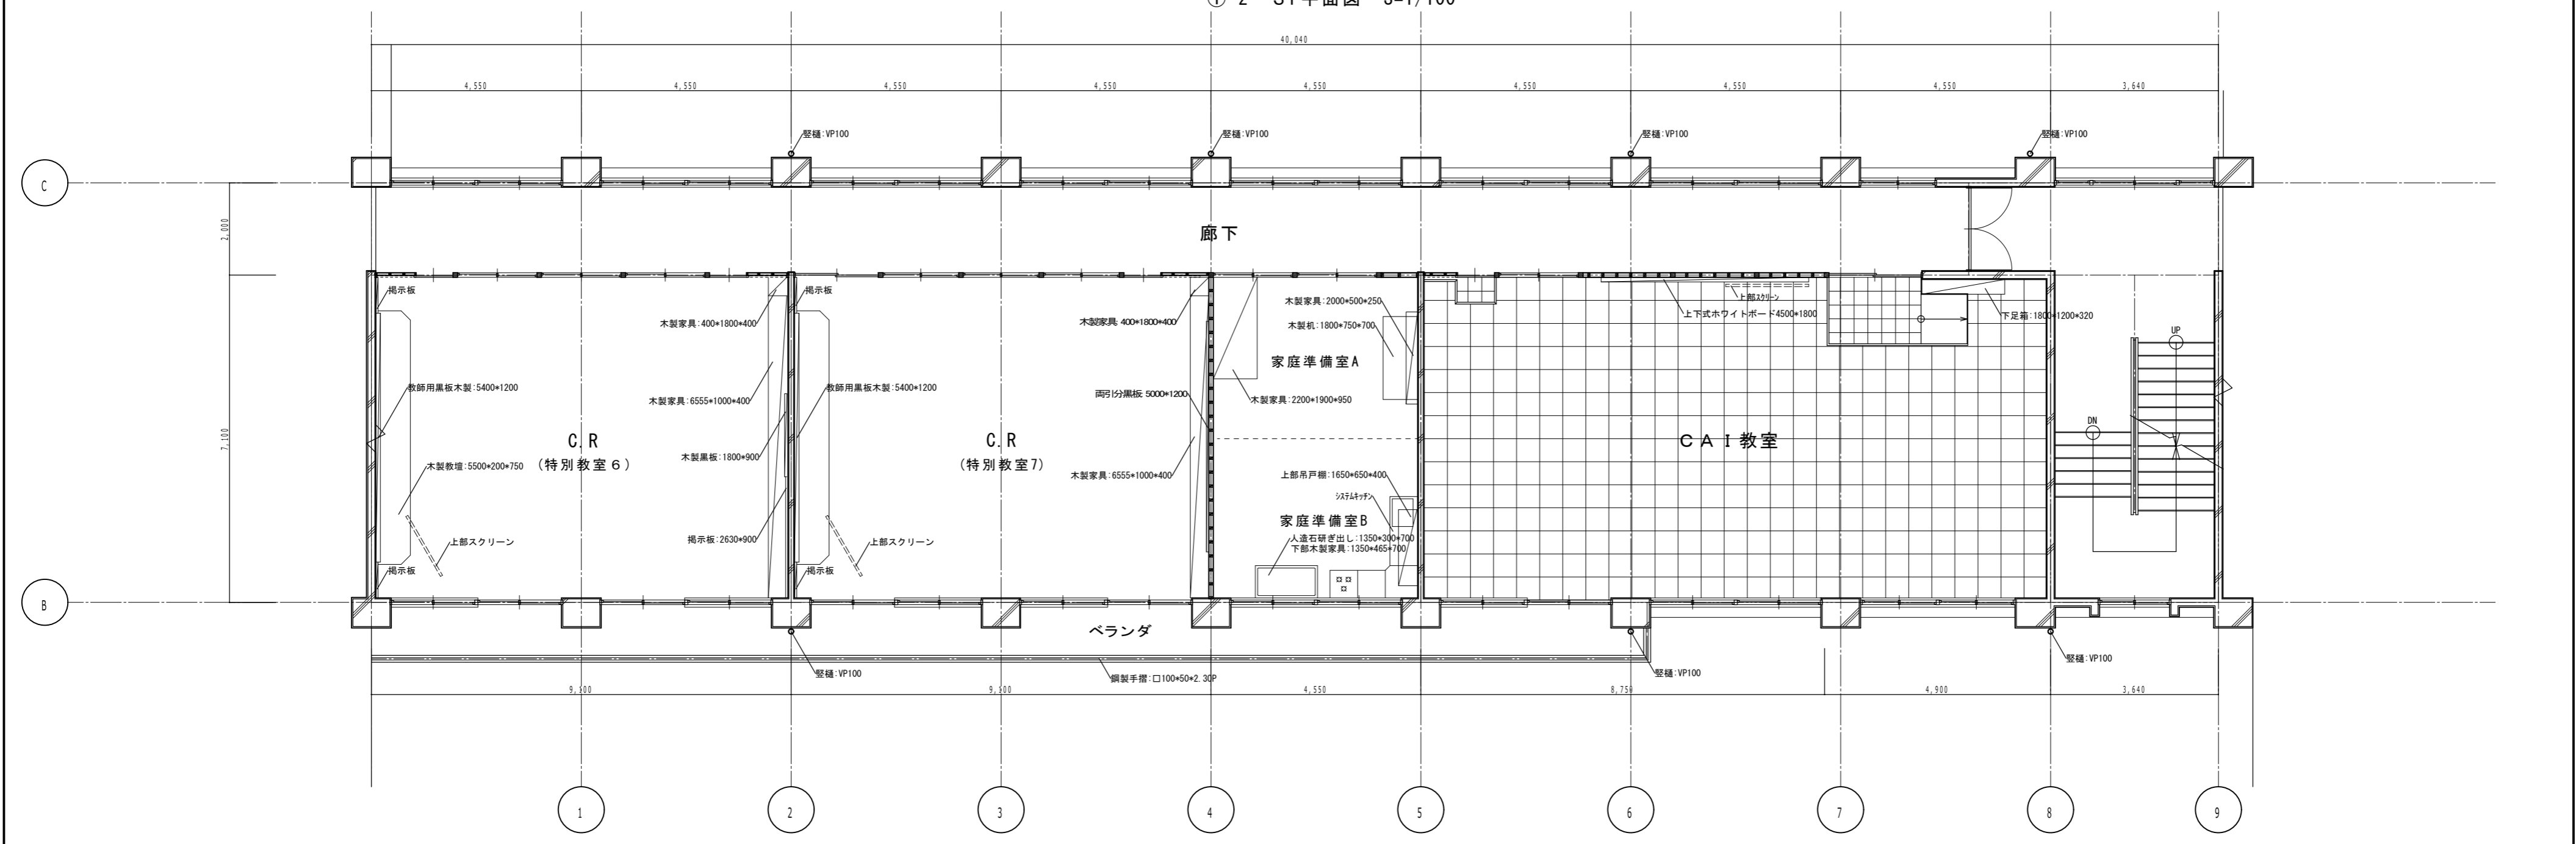 40,040
4,550
4,550
4,550
4,550
4,550
4,550
4,550
4,550
3,640
竪樋:VP100
竪樋:VP100
竪樋:VP100
竪樋:VP100
C
2,000
廊下
掲示板
掲示板
木製家具:400*1800*400
木製家具:400*1800*400
木製家具:2000*500*250
木製机:1800*750*700
上部スクリーン
上下式ホワイトボード4500*1800
下足箱:1800*1200*320
UP
家庭準備室A
教師用黒板木製:5400*1200
木製家具:6555*1000*400
教師用黒板木製:5400*1200
両引分黒板:5000*1200
木製家具:2200*1900*950
DN
7,100
C.R
(特別教室6)
木製教壇:5500*200*750
木製黒板:1800*900
C.R
(特別教室7)
木製家具:6555*1000*400
CAI教室
上部吊戸棚:1650*650*400
システムキッチン
家庭準備室B
人造石研ぎ出し:1350*300*700
下部木製家具:1350*465*700
上部スクリーン
掲示板:2630*900
上部スクリーン
掲示板
掲示板
B
ベランダ
竪樋:VP100
鋼製手摺:口100*50*2.30P
竪樋:VP100
竪樋:VP100
4,550
8,750
4,900
3,640
1
2
3
4
5
6
7
8
9